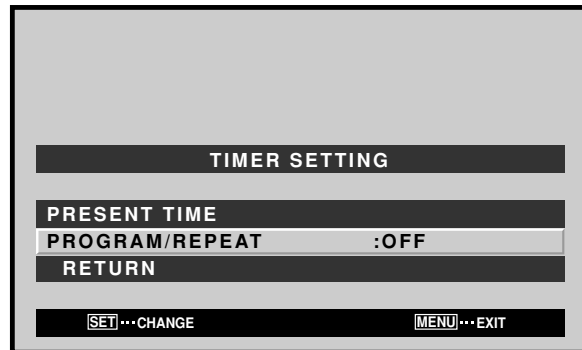 TIMER SETTING
PRESENT TIME
PROGRAM/REPEAT :OFF
RETURN
SET ··· CHANGE MENU ··· EXIT